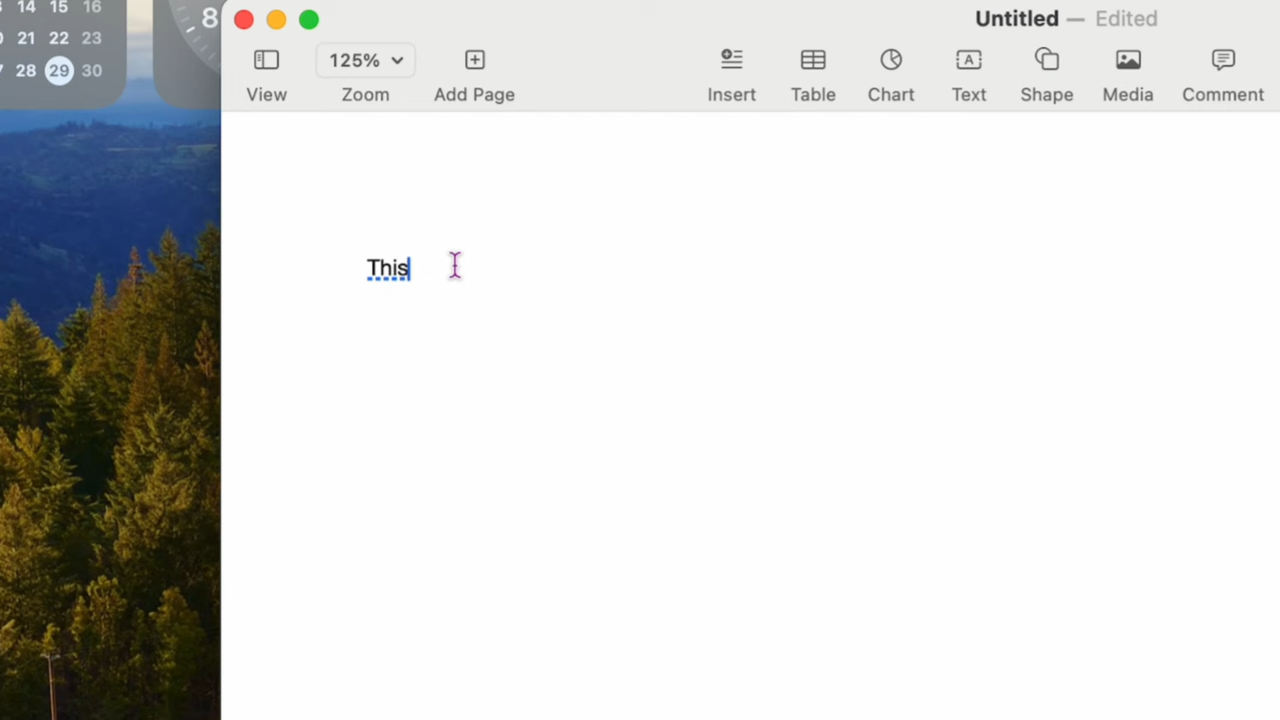 14 15 16
21 22 23
28 29 30
8
Untitled — Edited
125%
View Zoom Add Page Insert Table Chart Text Shape Media Comment
This